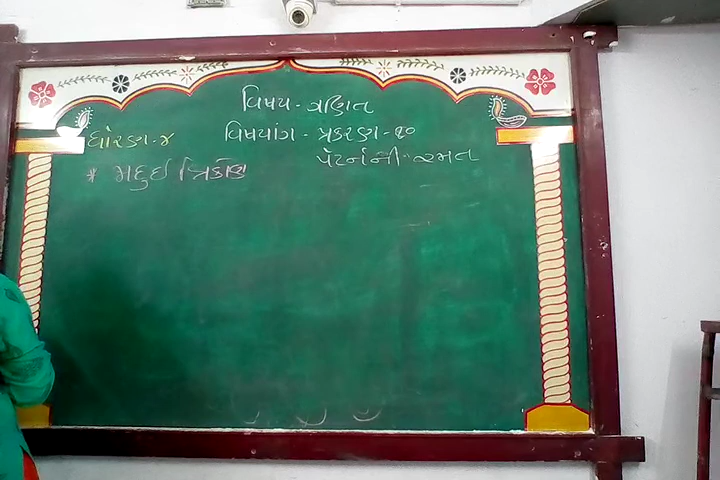 વિષય - ગણિત
ધોરણ - ૪ વિષયાંગ - પ્રકરણ - ૧૦
પેટર્નની રમત
* મદુઈ ત્રિકોણ